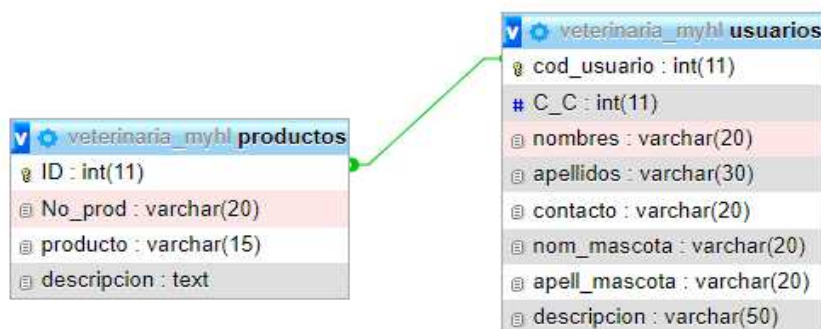 veterinaria_myhl productos
ID : int(11)
No_prod : varchar(20)
producto : varchar(15)
descripcion : text
v veterinaria_myhl usuarios
cod_usuario : int(11)
# C_C : int(11)
nombres : varchar(20)
apellidos : varchar(30)
contacto : varchar(20)
nom_mascota : varchar(20)
apell_mascota : varchar(20)
descripcion : varchar(50)